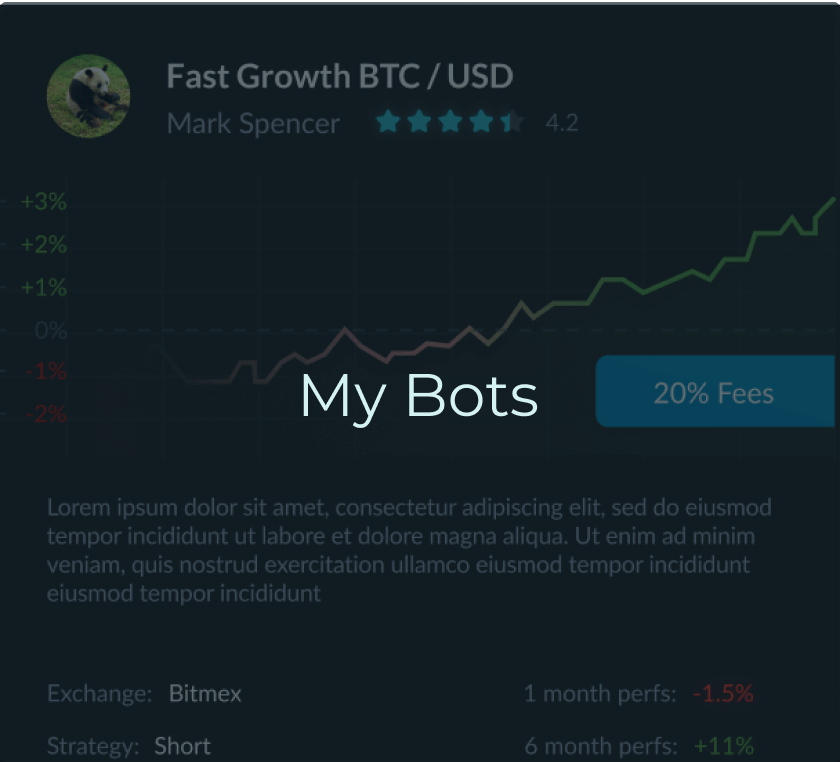 Fast Growth BTC / USD
Mark Spencer 4.2
+3%
+2%
+1%
0%
-1%
-2%
My Bots
20% Fees
Lorem ipsum dolor sit amet, consectetur adipiscing elit, sed do eiusmod
tempor incididunt ut labore et dolore magna aliqua. Ut enim ad minim
veniam, quis nostrud exercitation ullamco eiusmod tempor incididunt
eiusmod tempor incididunt
Exchange: Bitmex 1 month perfs: -1.5%
Strategy: Short 6 month perfs: +11%